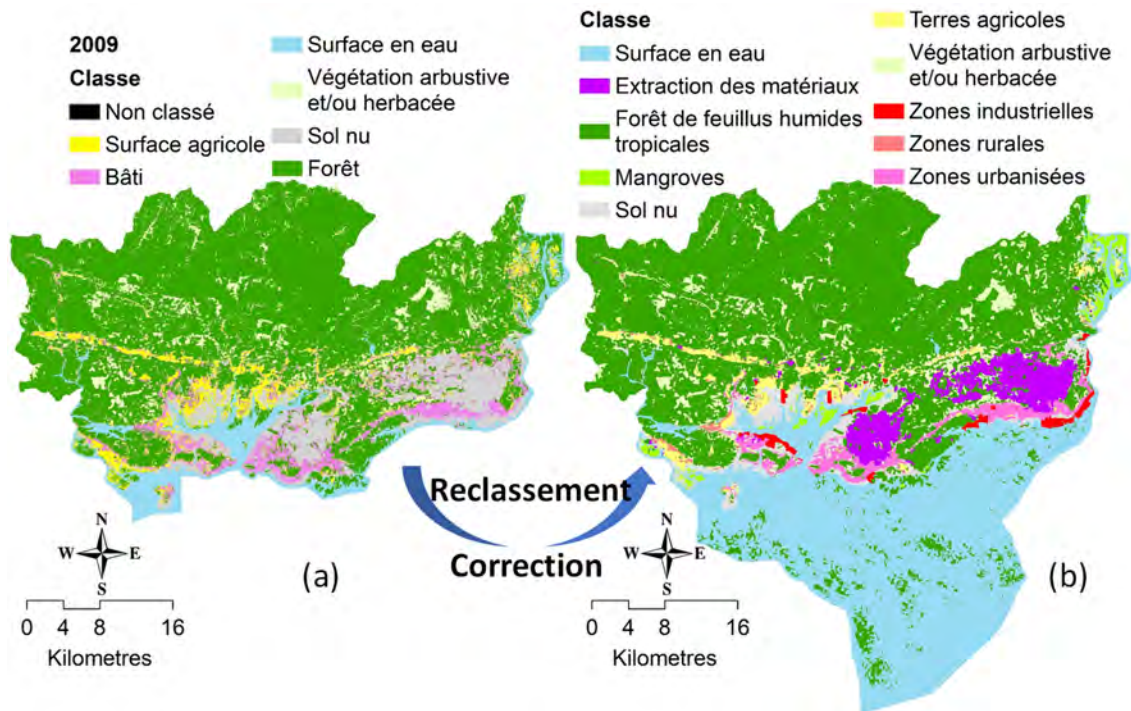 2009
Classe
Non classé
Surface agricole
Bâti
Surface en eau
Végétation arbustive
et/ou herbacée
Sol nu
Forêt
Classe
Surface en eau
Extraction des matériaux
Forêt de feuillus humides
tropicales
Mangroves
Sol nu
Terres agricoles
Végétation arbustive
et/ou herbacée
Zones industrielles
Zones rurales
Zones urbanisées
Reclassement
Correction
N
W E
S
(a)
0 4 8 16
Kilometres
N
W E
S
(b)
0 4 8 16
Kilometres